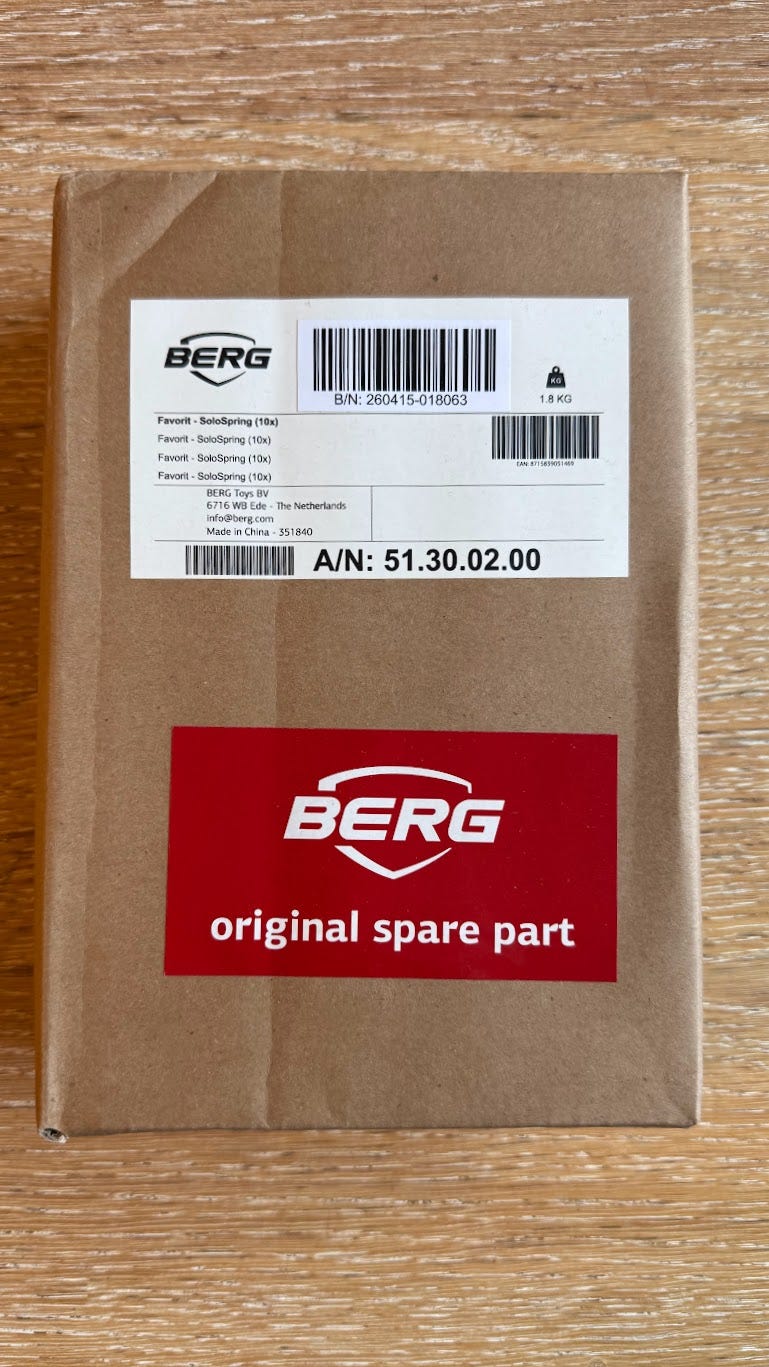 BERG
B/N: 260415-018063
KG
1.8 KG
Favorit - SoloSpring (10x)
Favorit - SoloSpring (10x)
Favorit - SoloSpring (10x)
Favorit - SoloSpring (10x)
EAN: 8715839051469
BERG Toys BV
6716 WB Ede - The Netherlands
info@berg.com
Made in China - 351840
A/N: 51.30.02.00
BERG
original spare part